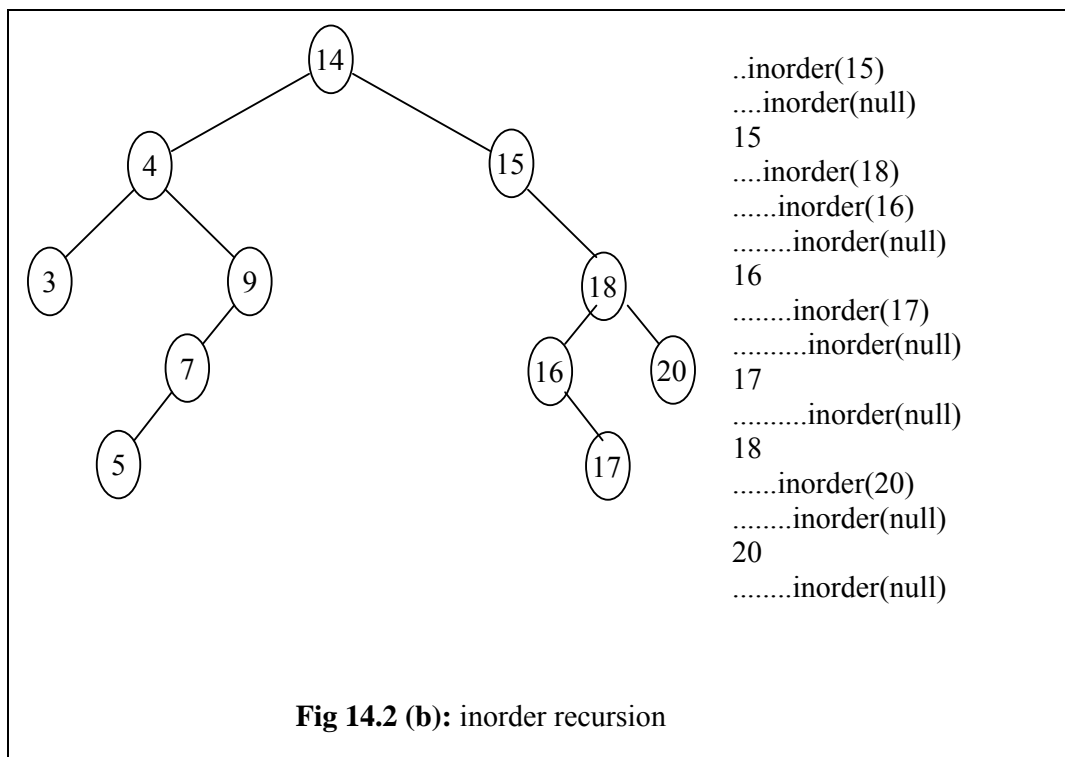 14
4
15
3
9
18
7
16
20
5
17
..inorder(15)
....inorder(null)
15
....inorder(18)
......inorder(16)
........inorder(null)
16
........inorder(17)
..........inorder(null)
17
..........inorder(null)
18
......inorder(20)
........inorder(null)
20
........inorder(null)
Fig 14.2 (b): inorder recursion